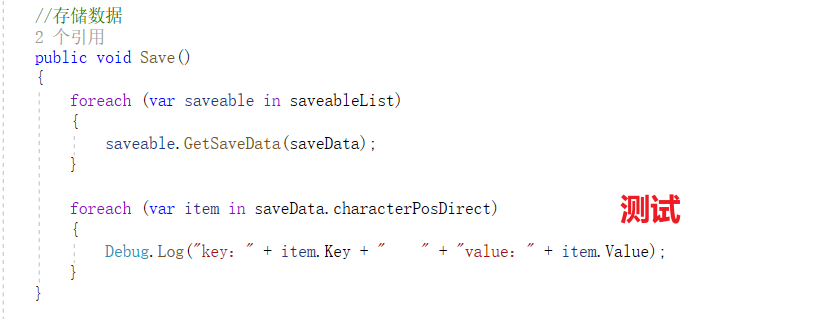 //存储数据
2 个引用
public void Save()
{
    foreach (var saveable in saveableList)
    {
        saveable.GetSaveData(saveData);
    }

    foreach (var item in saveData.characterPosDirect)
    {
        Debug.Log("key：" + item.Key + "    " + "value：" + item.Value);
    }
}
测试